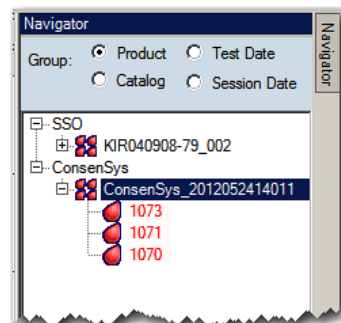 Navigator
Navigator
Group: Product Test Date
Catalog Session Date
SSO
KIR040908-79_002
ConsenSys
ConsenSys_2012052414011
1073
1071
1070